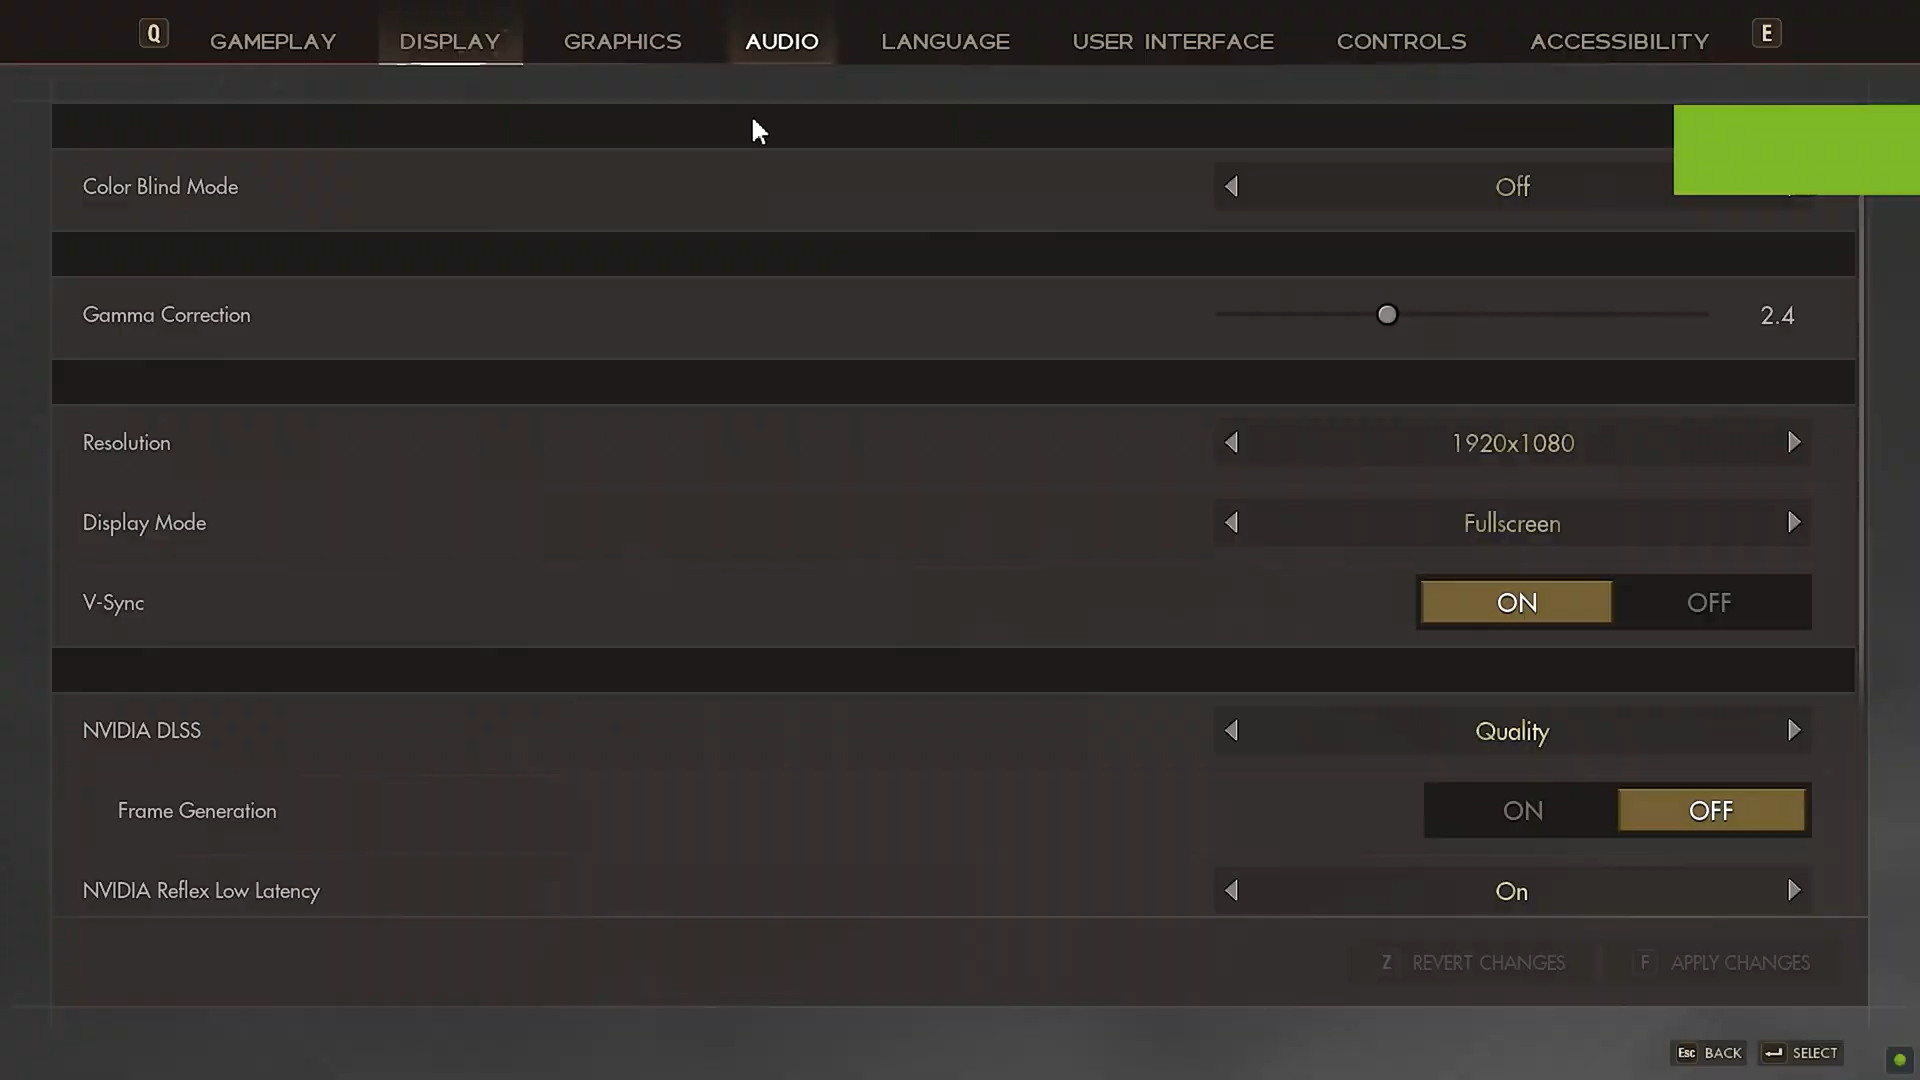 Q GAMEPLAY DISPLAY GRAPHICS AUDIO LANGUAGE USER INTERFACE CONTROLS ACCESSIBILITY E
Color Blind Mode Off
Gamma Correction 2.4
Resolution 1920x1080
Display Mode Fullscreen
V-Sync ON OFF
NVIDIA DLSS Quality
Frame Generation ON OFF
NVIDIA Reflex Low Latency On
Z REVERT CHANGES F APPLY CHANGES
Esc BACK SELECT